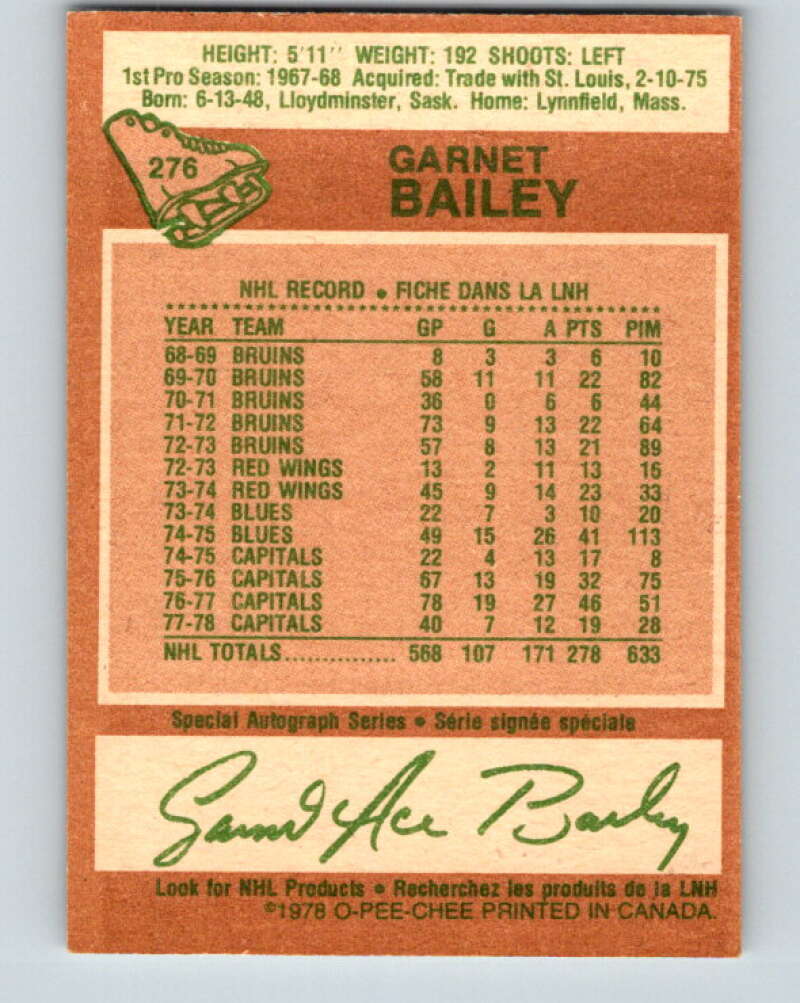 HEIGHT: 5'11'' WEIGHT: 192 SHOOTS: LEFT
1st Pro Season: 1967-68 Acquired: Trade with St. Louis, 2-10-75
Born: 6-13-48, Lloydminster, Sask. Home: Lynnfield, Mass.
276
GARNET
BAILEY
NHL RECORD • FICHE DANS LA LNH
YEAR TEAM GP G A PTS PIM
68-69 BRUINS 8 3 3 6 10
69-70 BRUINS 58 11 11 22 82
70-71 BRUINS 36 0 6 6 44
71-72 BRUINS 73 9 13 22 64
72-73 BRUINS 57 8 13 21 89
72-73 RED WINGS 13 2 11 13 16
73-74 RED WINGS 45 9 14 23 33
73-74 BLUES 22 7 3 10 20
74-75 BLUES 49 15 26 41 113
74-75 CAPITALS 22 4 13 17 8
75-76 CAPITALS 67 13 19 32 75
76-77 CAPITALS 78 19 27 46 51
77-78 CAPITALS 40 7 12 19 28
NHL TOTALS............... 568 107 171 278 633
Special Autograph Series • Série signée spéciale
Garnet Ace Bailey
Look for NHL Products • Recherchez les produits de la LNH
©1978 O-PEE-CHEE PRINTED IN CANADA.